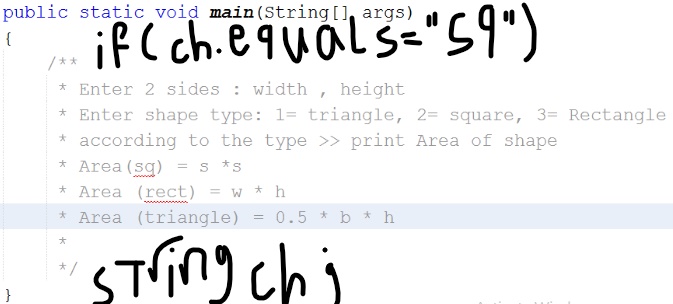 public static void main(String[] args)
{
if(ch.equals="sq")
/**
* Enter 2 sides : width , height
* Enter shape type: 1= triangle, 2= square, 3= Rectangle
* according to the type >> print Area of shape
* Area(sq) = s *s
* Area (rect) = w * h
* Area (triangle) = 0.5 * b * h
*
*/
string ch;
}